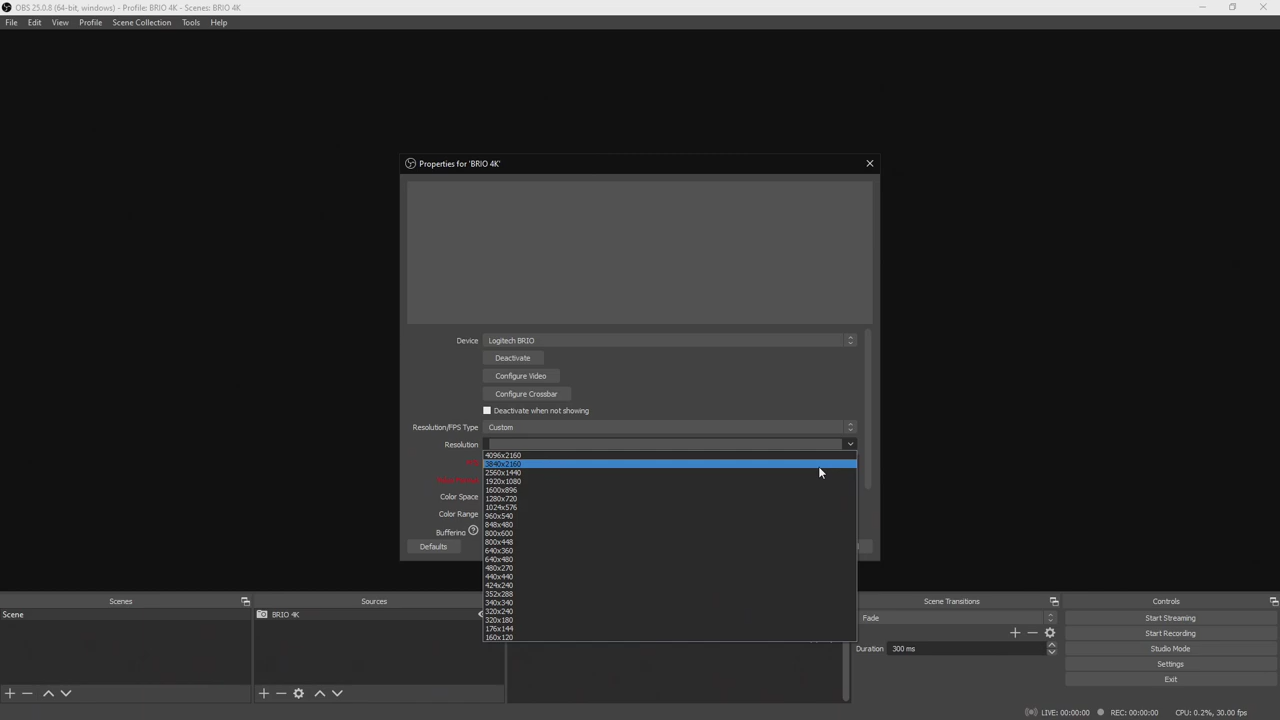 OBS 25.0.8 (64-bit, windows) - Profile: BRIO 4K - Scenes: BRIO 4K
File Edit View Profile Scene Collection Tools Help
Properties for 'BRIO 4K'
Device Logitech BRIO
Deactivate
Configure Video
Configure Crossbar
Deactivate when not showing
Resolution/FPS Type Custom
Resolution
4096x2160
3840x2160
2560x1440
1920x1080
1600x896
1280x720
1024x576
960x540
848x480
800x600
800x448
640x360
640x480
480x270
440x440
424x240
352x288
340x340
320x240
320x180
176x144
160x120
Color Space
Color Range
Buffering ?
Defaults
Scenes
Scene
Sources
BRIO 4K
Scene Transitions
Fade
Duration 300 ms
Controls
Start Streaming
Start Recording
Studio Mode
Settings
Exit
LIVE: 00:00:00 REC: 00:00:00 CPU: 0.2%, 30.00 fps